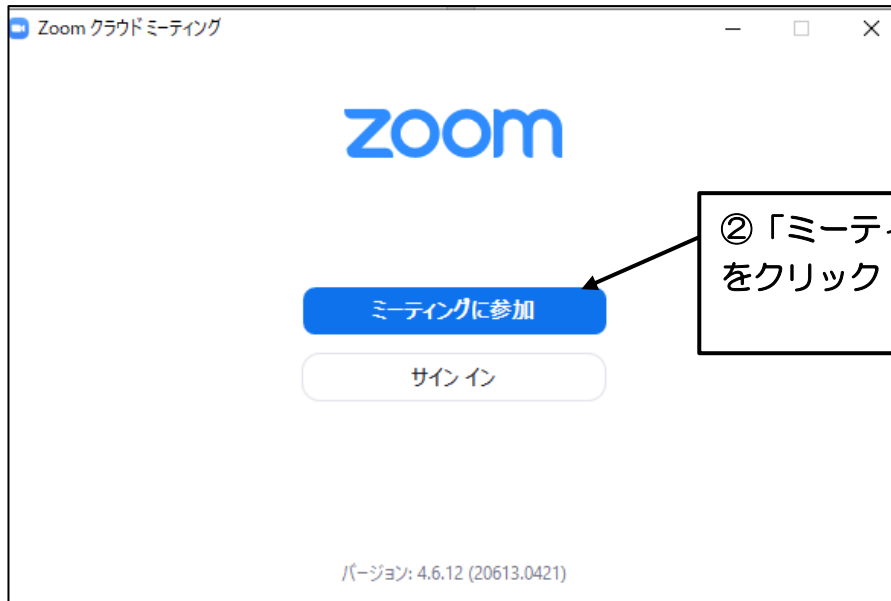 Zoom クラウド ミーティング
zoom
②「ミーティ
をクリック
ミーティングに参加
サイン イン
バージョン: 4.6.12 (20613.0421)